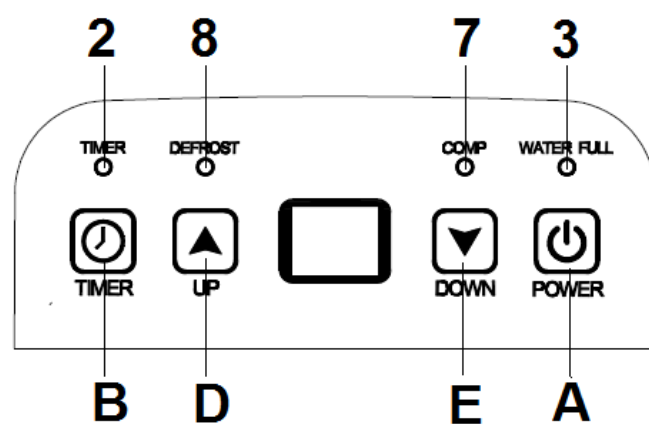 2 8 7 3
TIMER DEFROST COMP WATER FULL
TIMER UP DOWN POWER
B D E A